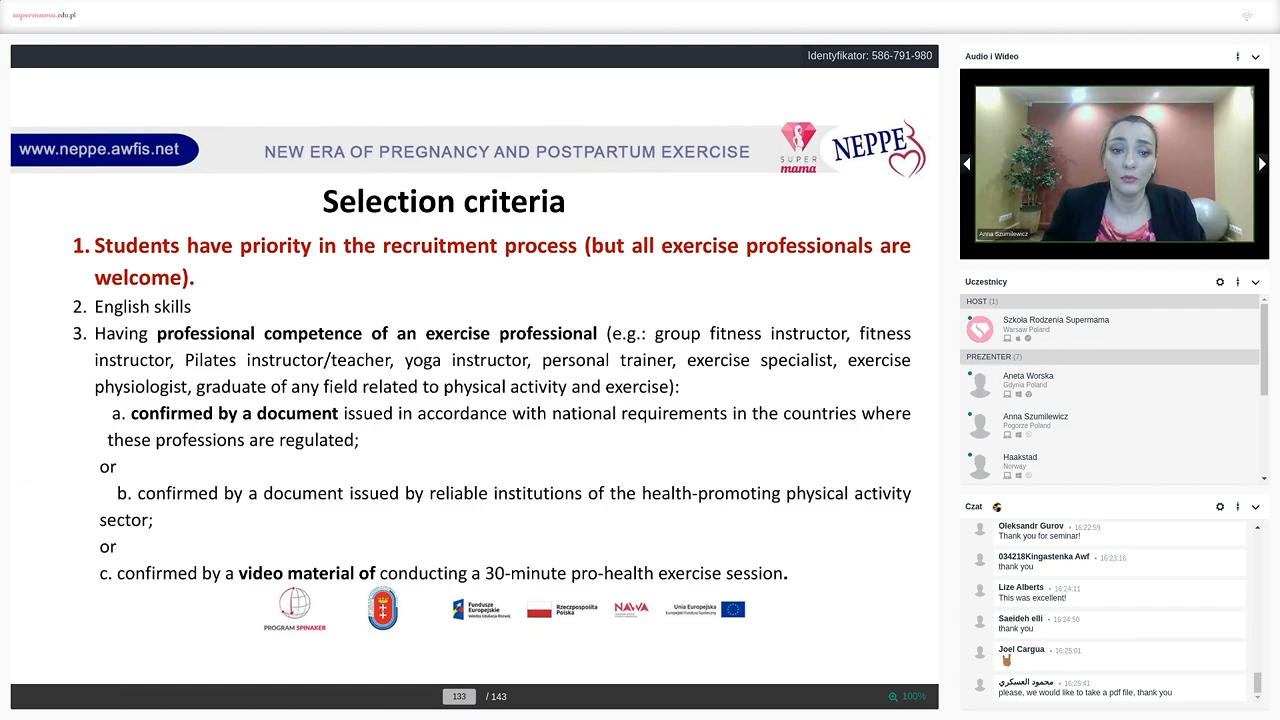 supermama.edu.pl
Identyfikator: 586-791-980
www.neppe.awfis.net
NEW ERA OF PREGNANCY AND POSTPARTUM EXERCISE
SUPER
mama
NEPPE
Selection criteria
1. Students have priority in the recruitment process (but all exercise professionals are
welcome).
2. English skills
3. Having professional competence of an exercise professional (e.g.: group fitness instructor, fitness
instructor, Pilates instructor/teacher, yoga instructor, personal trainer, exercise specialist, exercise
physiologist, graduate of any field related to physical activity and exercise):
a. confirmed by a document issued in accordance with national requirements in the countries where
these professions are regulated;
or
b. confirmed by a document issued by reliable institutions of the health-promoting physical activity
sector;
or
c. confirmed by a video material of conducting a 30-minute pro-health exercise session.
PROGRAM SPINAKER
Fundusze
Europejskie
Wiedza Edukacja Rozwój
Rzeczpospolita
Polska
NAWA
Unia Europejska
Europejski Fundusz Społeczny
133 / 143
100%
Audio i Wideo
Anna Szumilewicz
Uczestnicy
HOST (1)
Szkoła Rodzenia Supermama
Warsaw Poland
PREZENTER (7)
Aneta Worska
Gdynia Poland
Anna Szumilewicz
Pogorze Poland
Haakstad
Norway
Czat
Oleksandr Gurov • 16:22:59
Thank you for seminar!
034218Kingastenka Awf • 16:23:16
thank you
Lize Alberts • 16:24:11
This was excellent!
Saeideh elli • 16:24:50
thank you
Joel Cargua • 16:25:01
محمود العسكري • 16:25:41
please, we would like to take a pdf file, thank you